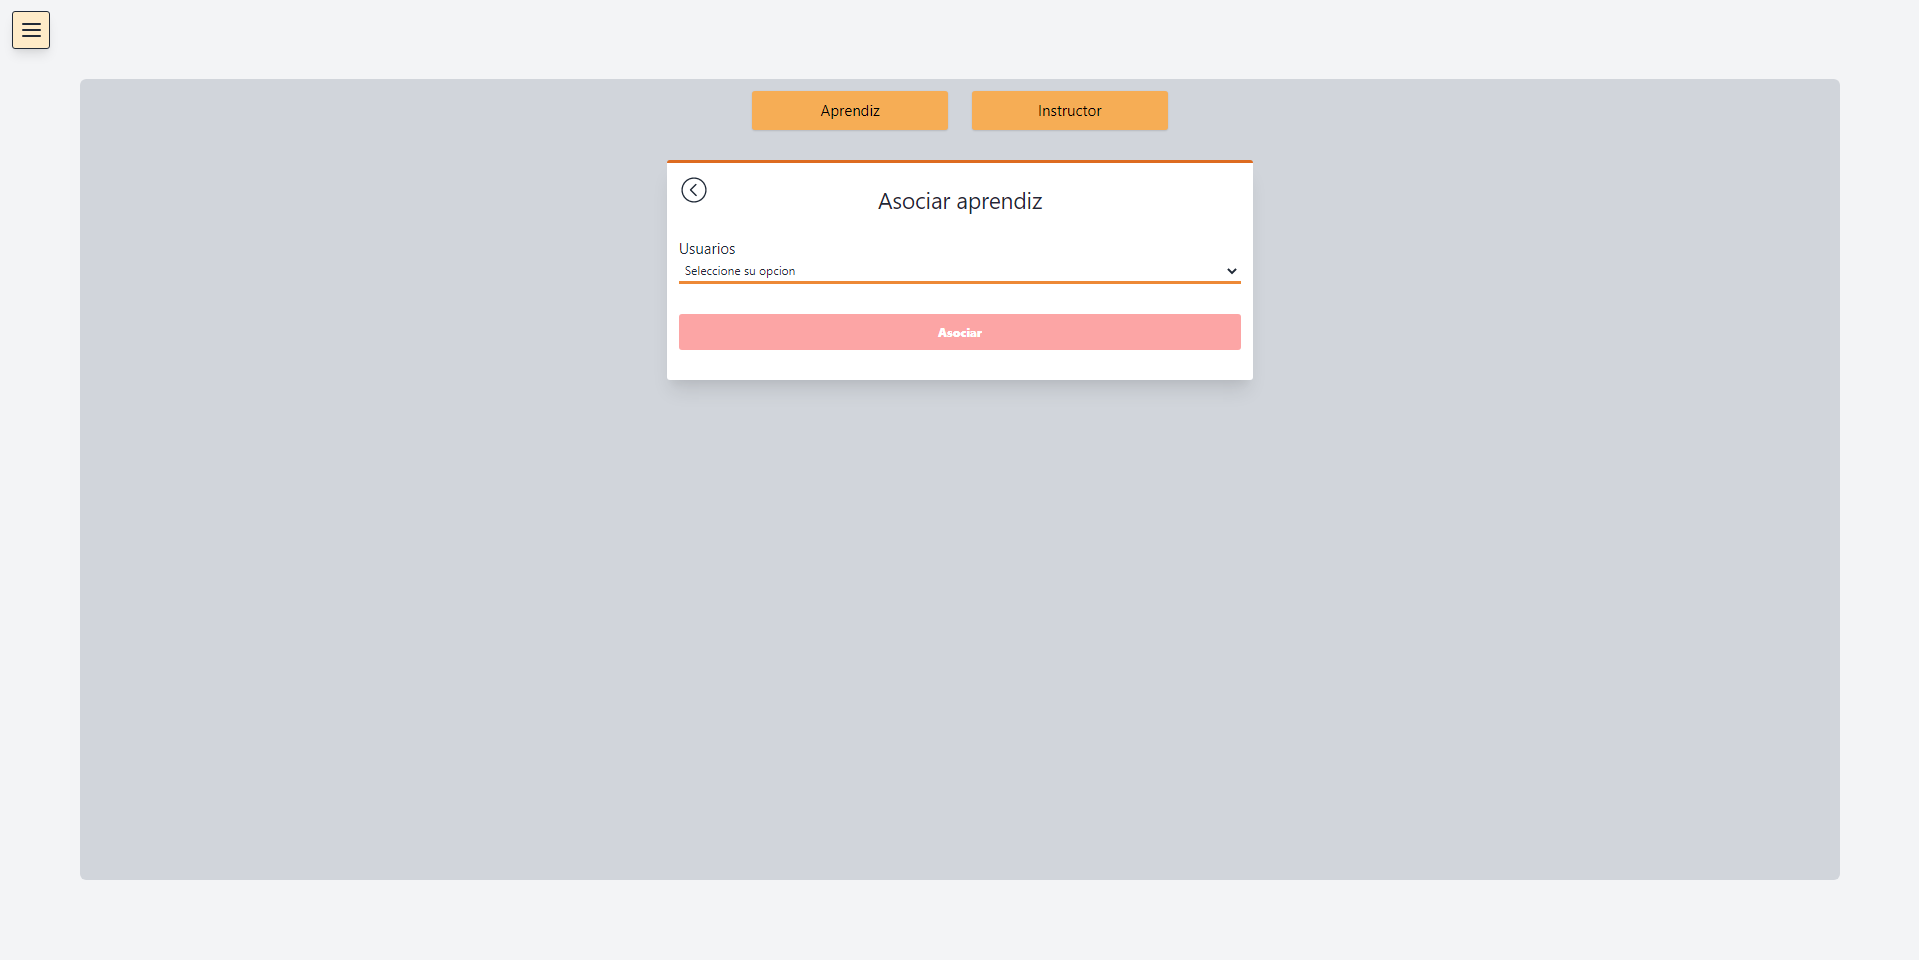 Aprendiz
Instructor
Asociar aprendiz
Usuarios
Seleccione su opcion
Asociar